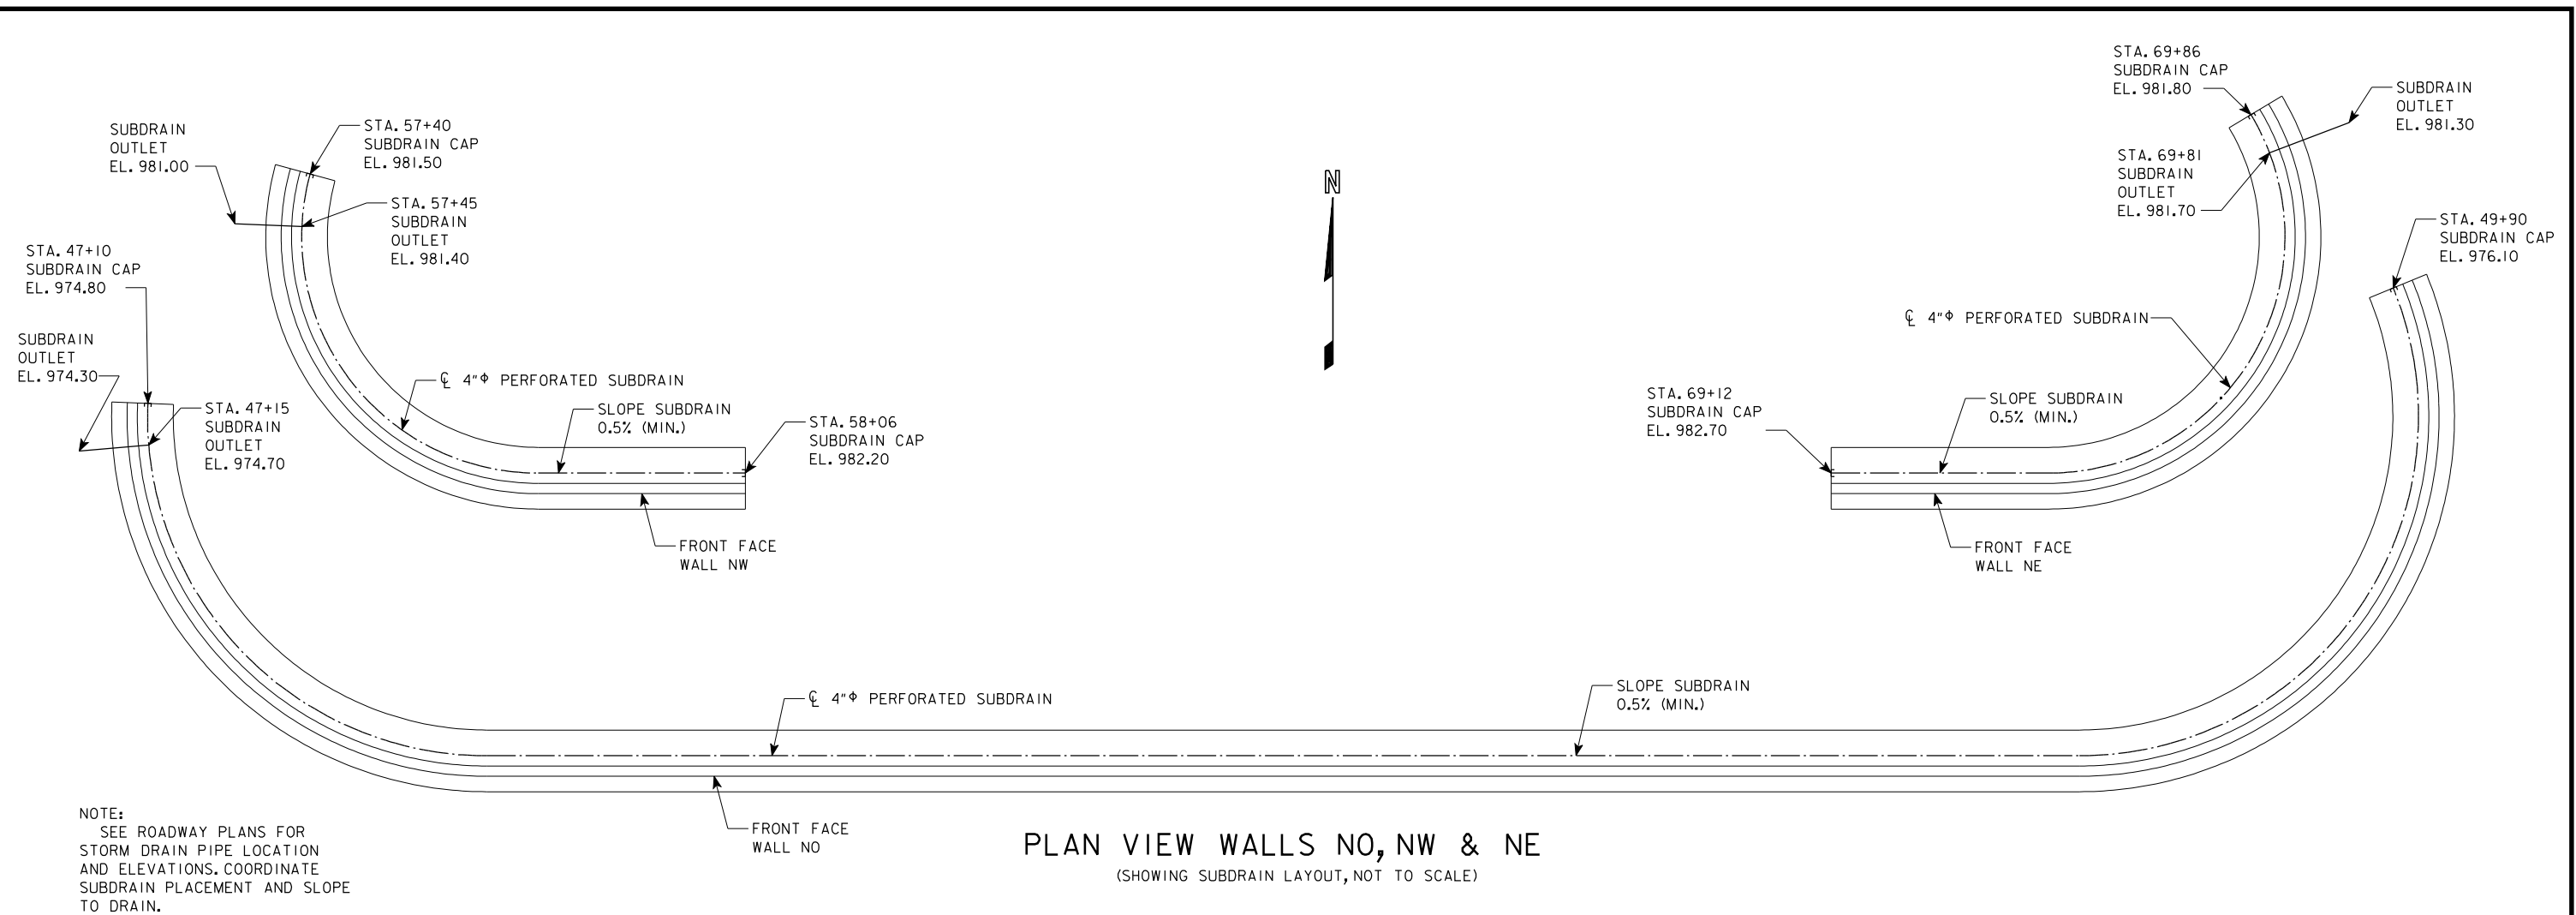 STA. 69+86
SUBDRAIN CAP
EL. 981.80
SUBDRAIN
OUTLET
EL. 981.30
SUBDRAIN
OUTLET
EL. 981.00
STA. 57+40
SUBDRAIN CAP
EL. 981.50
STA. 69+81
SUBDRAIN
OUTLET
EL. 981.70
N
STA. 57+45
SUBDRAIN
OUTLET
EL. 981.40
STA. 49+90
SUBDRAIN CAP
EL. 976.10
STA. 47+10
SUBDRAIN CAP
EL. 974.80
℄ 4"Φ PERFORATED SUBDRAIN
SUBDRAIN
OUTLET
EL. 974.30
℄ 4"Φ PERFORATED SUBDRAIN
STA. 47+15
SUBDRAIN
OUTLET
EL. 974.70
SLOPE SUBDRAIN
0.5% (MIN.)
STA. 58+06
SUBDRAIN CAP
EL. 982.20
STA. 69+12
SUBDRAIN CAP
EL. 982.70
SLOPE SUBDRAIN
0.5% (MIN.)
FRONT FACE
WALL NW
FRONT FACE
WALL NE
℄ 4"Φ PERFORATED SUBDRAIN
SLOPE SUBDRAIN
0.5% (MIN.)
FRONT FACE
WALL NO
NOTE:
SEE ROADWAY PLANS FOR
STORM DRAIN PIPE LOCATION
AND ELEVATIONS. COORDINATE
SUBDRAIN PLACEMENT AND SLOPE
TO DRAIN.
PLAN VIEW WALLS NO, NW & NE
(SHOWING SUBDRAIN LAYOUT, NOT TO SCALE)